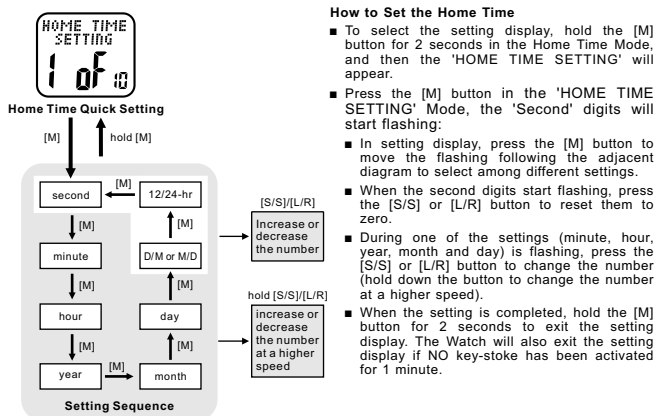 HOME TIME
SETTING
1 oF 10
Home Time Quick Setting
[M]
hold [M]
second
[M]
12/24-hr
[M]
[M]
minute
D/M or M/D
[M]
[M]
hour
day
[M]
[M]
year
[M]
month
Setting Sequence
[S/S]/[L/R]
Increase or
decrease
the number
hold [S/S]/[L/R]
increase or
decrease
the number
at a higher
speed
How to Set the Home Time
■ To select the setting display, hold the [M]
button for 2 seconds in the Home Time Mode,
and then the 'HOME TIME SETTING' will
appear.
■ Press the [M] button in the 'HOME TIME
SETTING' Mode, the 'Second' digits will
start flashing:
■ In setting display, press the [M] button to
move the flashing following the adjacent
diagram to select among different settings.
■ When the second digits start flashing, press
the [S/S] or [L/R] button to reset them to
zero.
■ During one of the settings (minute, hour,
year, month and day) is flashing, press the
[S/S] or [L/R] button to change the number
(hold down the button to change the number
at a higher speed).
■ When the setting is completed, hold the [M]
button for 2 seconds to exit the setting
display. The Watch will also exit the setting
display if NO key-stoke has been activated
for 1 minute.